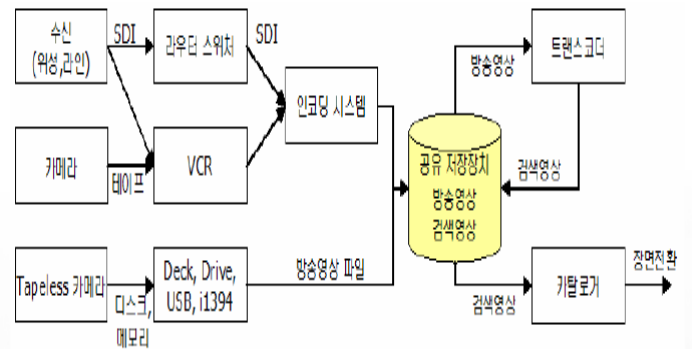 수신
(위성,라인)
SDI
라우터 스위처
SDI
인코딩 시스템
카메라
테이프
VCR
Tapeless 카메라
디스크,
메모리
Deck, Drive,
USB, i1394
방송영상 파일
공유 저장장치
방송영상
검색영상
방송영상
트랜스코더
검색영상
검색영상
카탈로거
장면전환